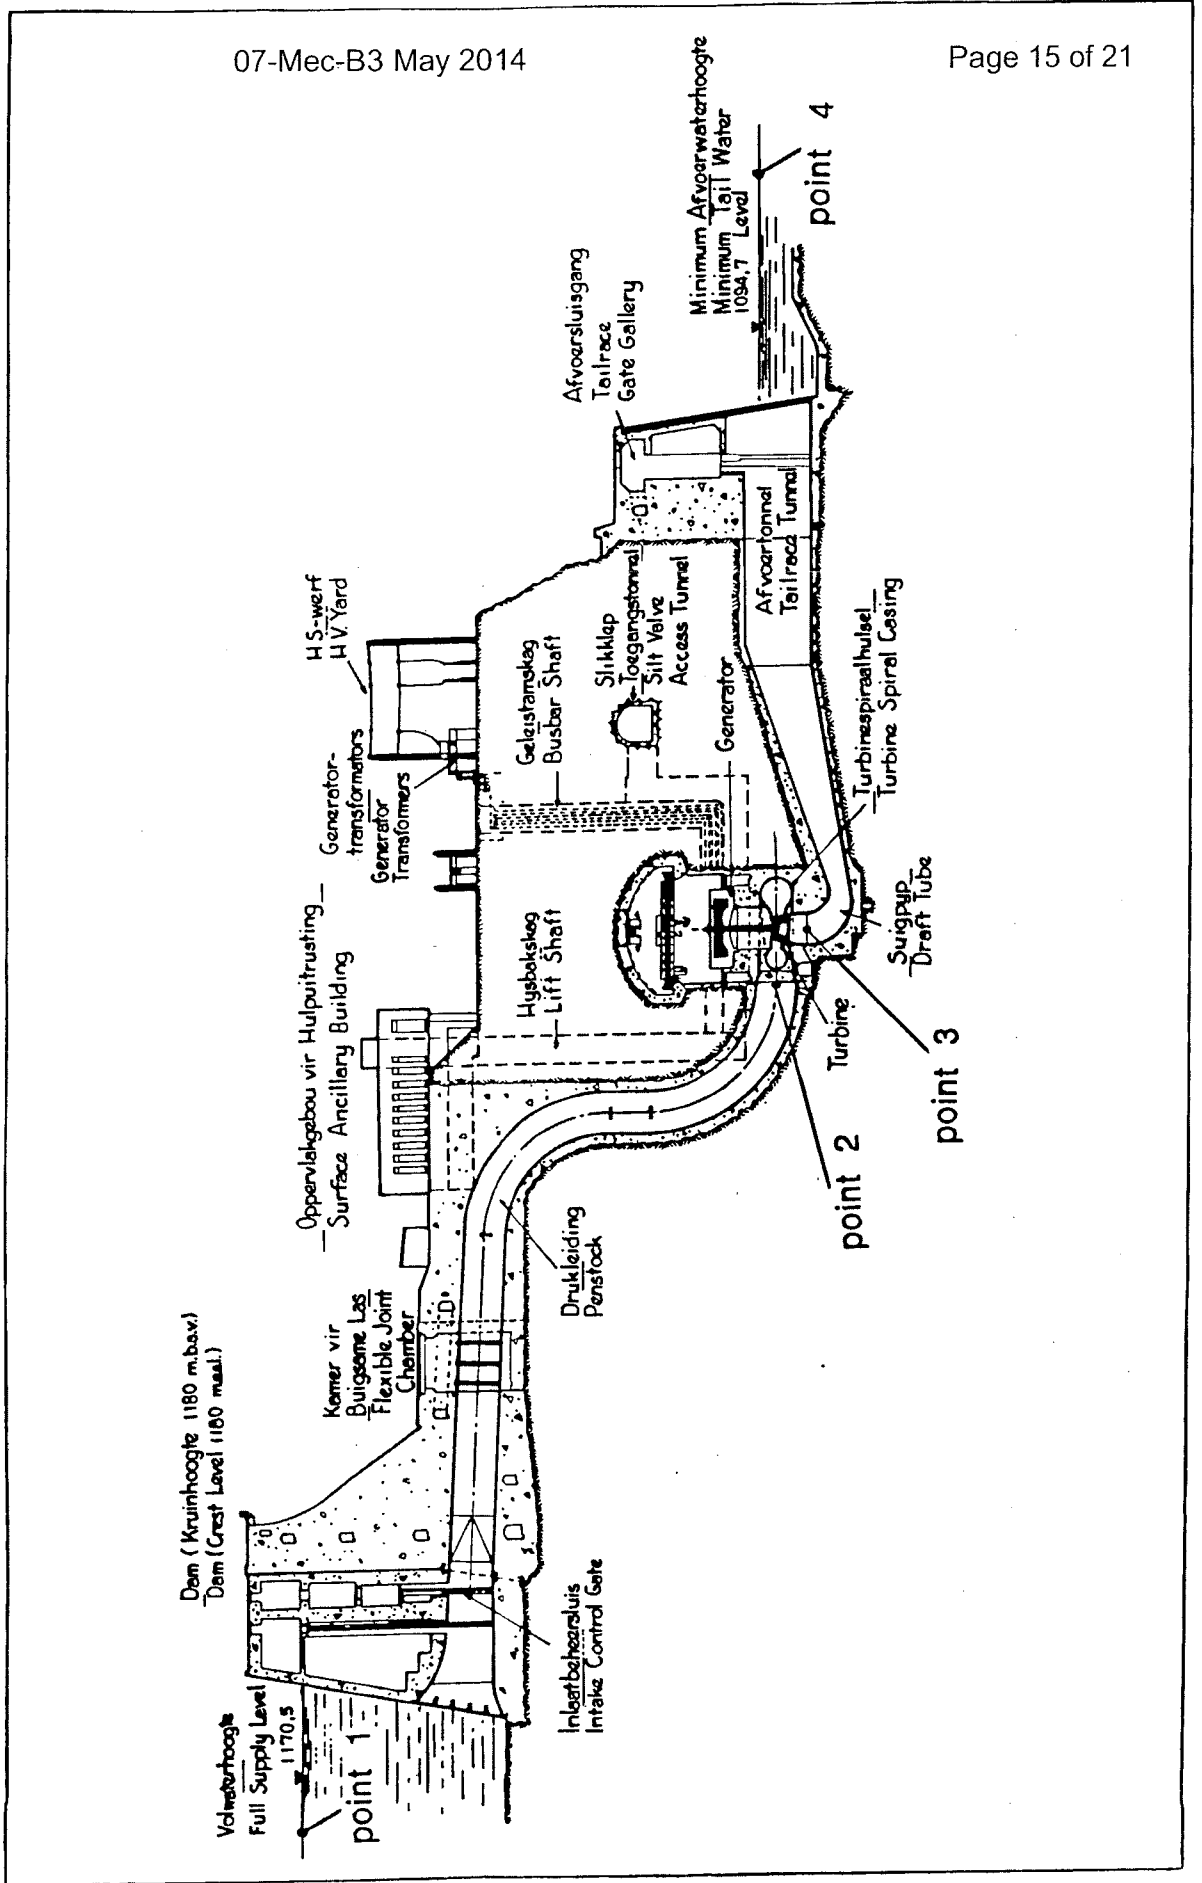 07-Mec-B3 May 2014
Page 15 of 21
Dam (Kruinhoogte 1180 m.b.s.v.)
Dam (Crest Level 1180 masl.)
Volwaterhoogte
Full Supply Level
1170,5
point 1
Inlaatbeheersluis
Intake Control Gate
Kamer vir
Buigsame Las
Flexible Joint
Chamber
Drukleiding
Penstock
Oppervlakgebou vir Hulpuitrusting
Surface Ancillary Building
Hysbakskag
Lift Shaft
point 2
Turbine
point 3
Suigpyp
Draft Tube
Generator-
transformators
Generator
Transformers
HS-werf
H.V. Yard
Geleistamskag
Busbar Shaft
Slikklep
Toegangstonnel
Silt Valve
Access Tunnel
Generator
Turbinespiraalhulsel
Turbine Spiral Casing
Afvoertonnel
Tailrace Tunnel
Afvoersluisgang
Tailrace
Gate Gallery
Minimum Afvoerwaterhoogte
Minimum Tail Water
1094,7 Level
point 4